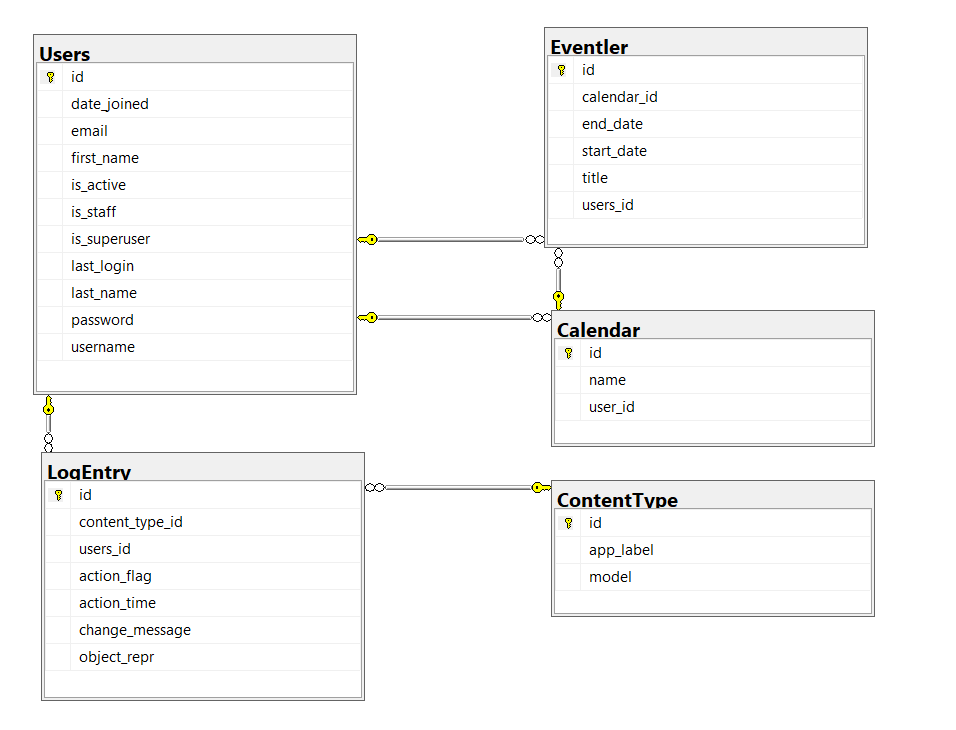 Users
id
date_joined
email
first_name
is_active
is_staff
is_superuser
last_login
last_name
password
username
Eventler
id
calendar_id
end_date
start_date
title
users_id
Calendar
id
name
user_id
LogEntry
id
content_type_id
users_id
action_flag
action_time
change_message
object_repr
ContentType
id
app_label
model